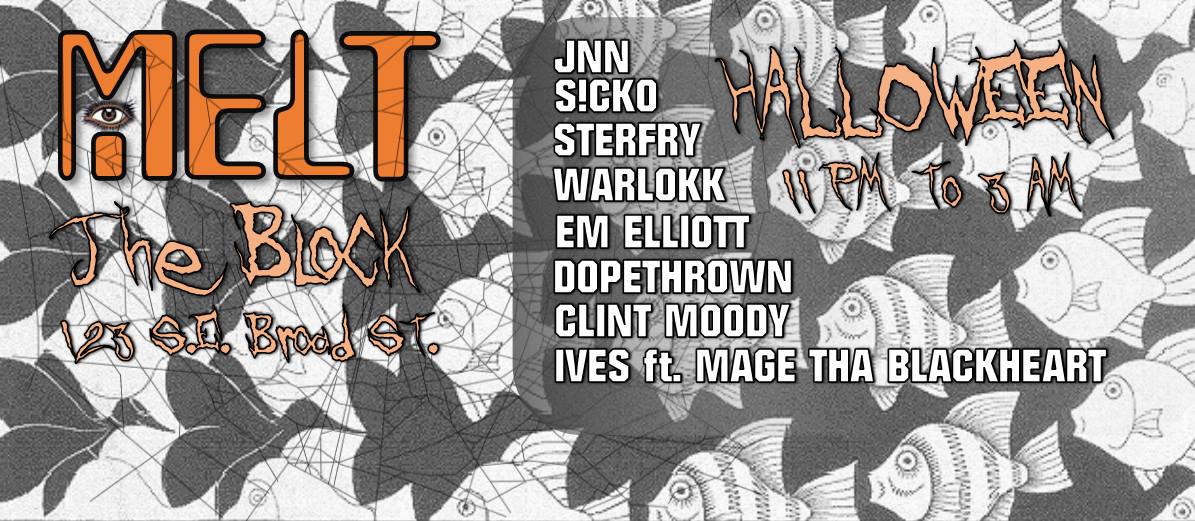 MELT
The Block
123 S.E. Broad St.
JNN
S!CKO
STERFRY
WARLOKK
EM ELLIOTT
DOPETHROWN
CLINT MOODY
IVES ft. MAGE THA BLACKHEART
HALLOWEEN
11 PM to 3 AM